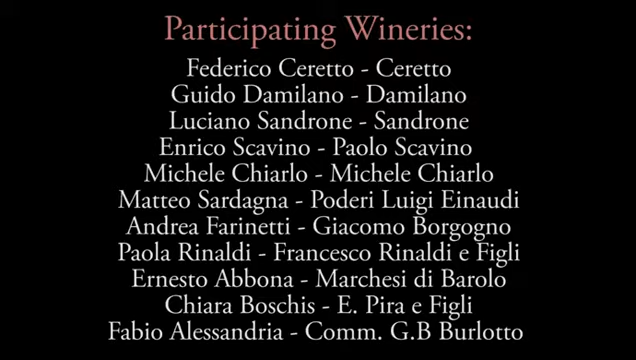 Participating Wineries:
Federico Ceretto - Ceretto
Guido Damilano - Damilano
Luciano Sandrone - Sandrone
Enrico Scavino - Paolo Scavino
Michele Chiarlo - Michele Chiarlo
Matteo Sardagna - Poderi Luigi Einaudi
Andrea Farinetti - Giacomo Borgogno
Paola Rinaldi - Francesco Rinaldi e Figli
Ernesto Abbona - Marchesi di Barolo
Chiara Boschis - E. Pira e Figli
Fabio Alessandria - Comm. G.B Burlotto